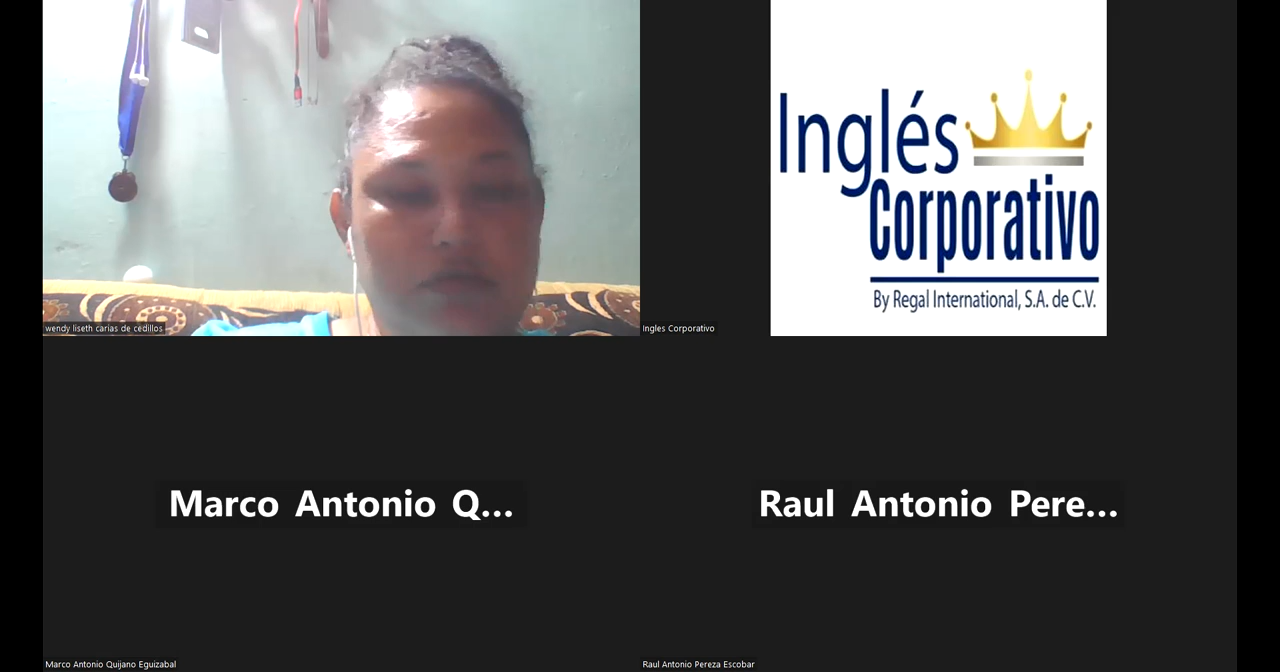 Inglés
Corporativo
By Regal International, S.A. de C.V.
wendy liseth carias de cedillos
Ingles Corporativo
Marco Antonio Q...
Raul Antonio Pere...
Marco Antonio Quijano Eguizabal
Raul Antonio Pereza Escobar